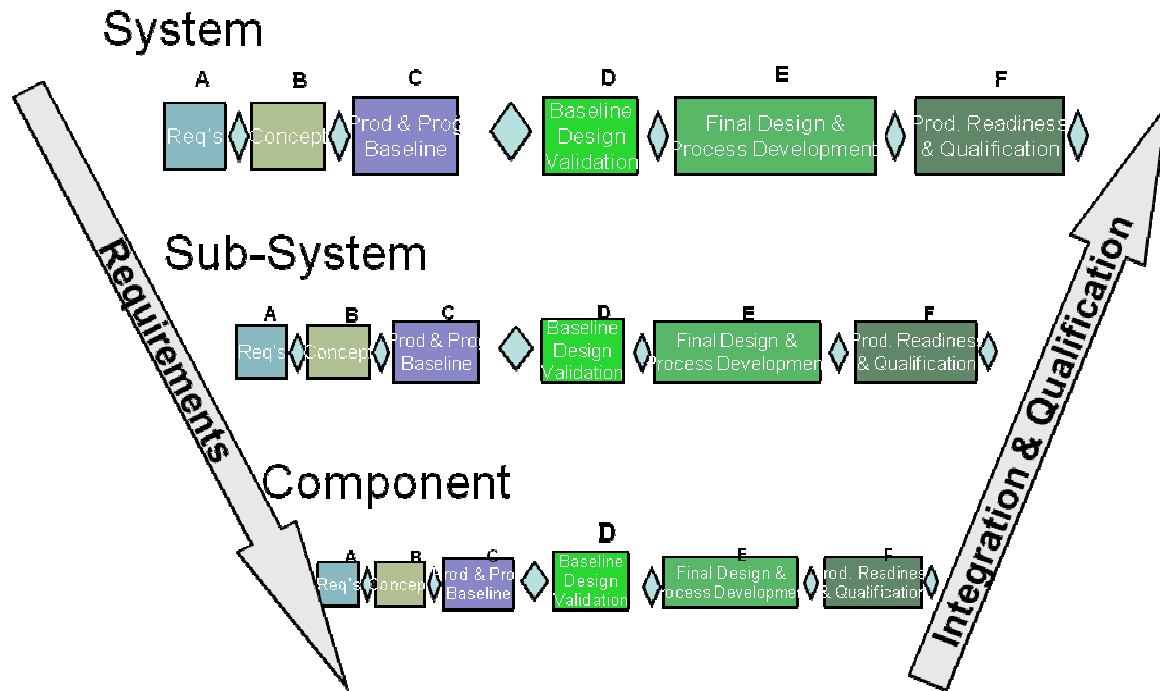 System
A
B
C
D
E
F
Req's
Concept
Prod & Prog
Baseline
Baseline
Design
Validation
Final Design &
Process Development
Prod. Readiness
& Qualification
Requirements
Integration & Qualification
Sub-System
A
B
C
D
E
F
Req's
Concept
Prod & Prog
Baseline
Baseline
Design
Validation
Final Design &
Process Development
Prod. Readiness
& Qualification
Component
A
B
C
D
E
F
Req's
Concept
Prod & Prog
Baseline
Baseline
Design
Validation
Final Design &
Process Development
Prod. Readiness
& Qualification